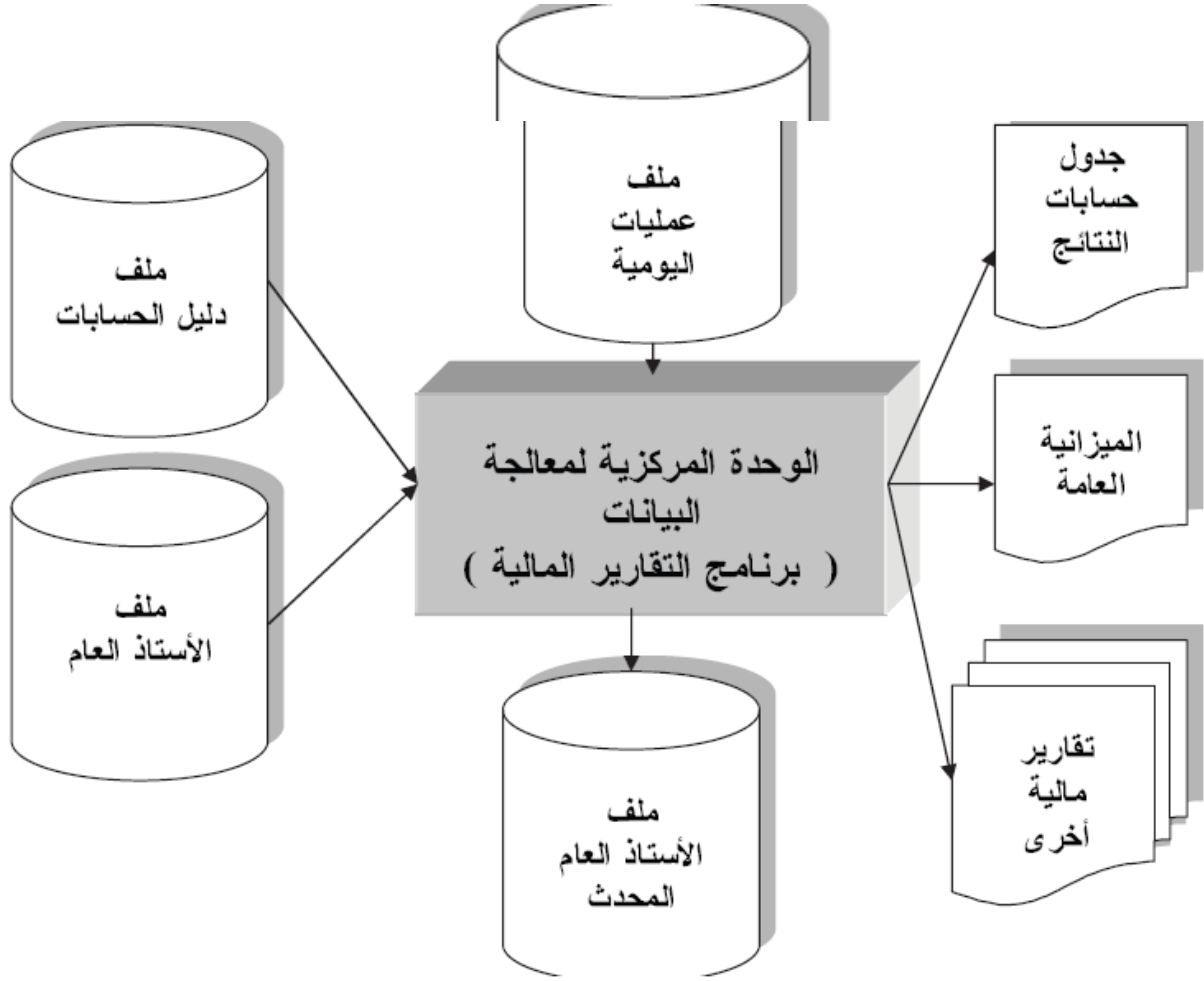 ملف
عمليات
اليومية
جدول
حسابات
النتائج
ملف
دليل الحسابات
الميزانية
العامة
الوحدة المركزية لمعالجة
البيانات
( برنامج التقارير المالية )
ملف
الأستاذ العام
تقارير
مالية
أخرى
ملف
الأستاذ العام
المحدث